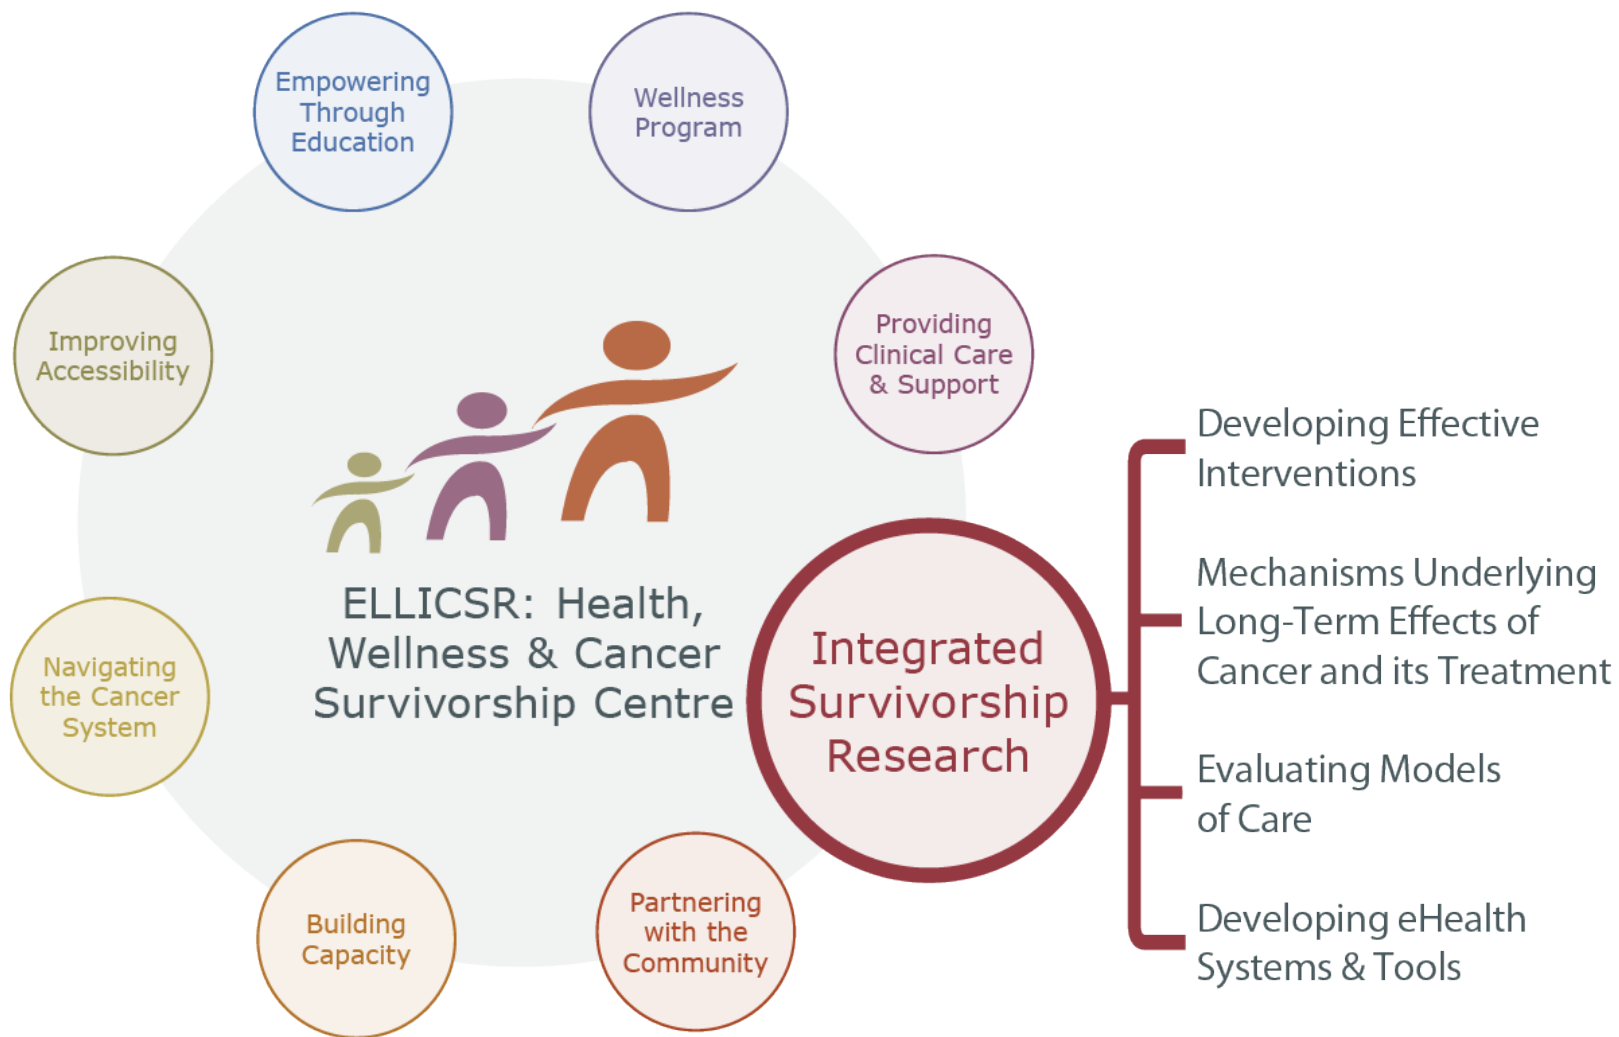 Empowering
Through
Education
Wellness
Program
Improving
Accessibility
Providing
Clinical Care
& Support
Navigating
the Cancer
System
ELLICSR: Health,
Wellness & Cancer
Survivorship Centre
Integrated
Survivorship
Research
Building
Capacity
Partnering
with the
Community
Developing Effective
Interventions
Mechanisms Underlying
Long-Term Effects of
Cancer and its Treatment
Evaluating Models
of Care
Developing eHealth
Systems & Tools